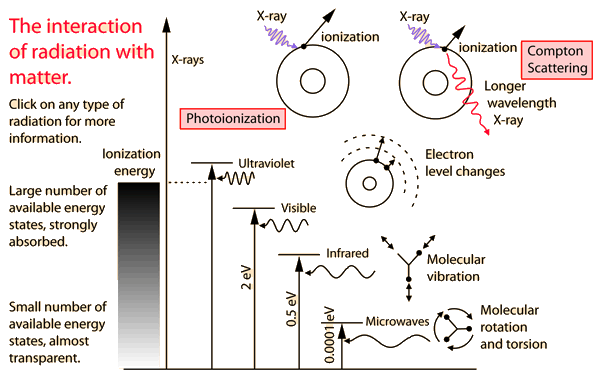 The interaction
of radiation with
matter.
Click on any type of
radiation for more
information.
Ionization
energy
Large number of
available energy
states, strongly
absorbed.
Small number of
available energy
states, almost
transparent.
X-rays
X-ray
ionization
Photoionization
X-ray
ionization
Compton
Scattering
Longer
wavelength
X-ray
Ultraviolet
Electron
level changes
Visible
2 eV
Infrared
0.5 eV
Molecular
vibration
Microwaves
0.0001 eV
Molecular
rotation
and torsion